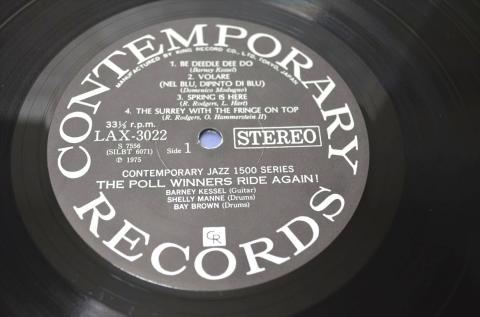 CONTEMPORARY
MANUFACTURED BY KING RECORD CO., LTD, TOKYO, JAPAN
1. BE DEEDLE DEE DO
(Barney Kessel)
2. VOLARE
(NEL BLU, DIPINTO DI BLU)
(Domenico Modugno)
3. SPRING IS HERE
(R. Rodgers, L. Hart)
4. THE SURREY WITH THE FRINGE ON TOP
(R. Rodgers, O. Hammerstein II)
33⅓ r.p.m.
LAX-3022
STEREO
S 7556
(SILBT 6071)
Side 1
℗ 1975
CONTEMPORARY JAZZ 1500 SERIES
THE POLL WINNERS RIDE AGAIN!
BARNEY KESSEL (Guitar)
SHELLY MANNE (Drums)
BAY BROWN (Drums)
CR
RECORDS